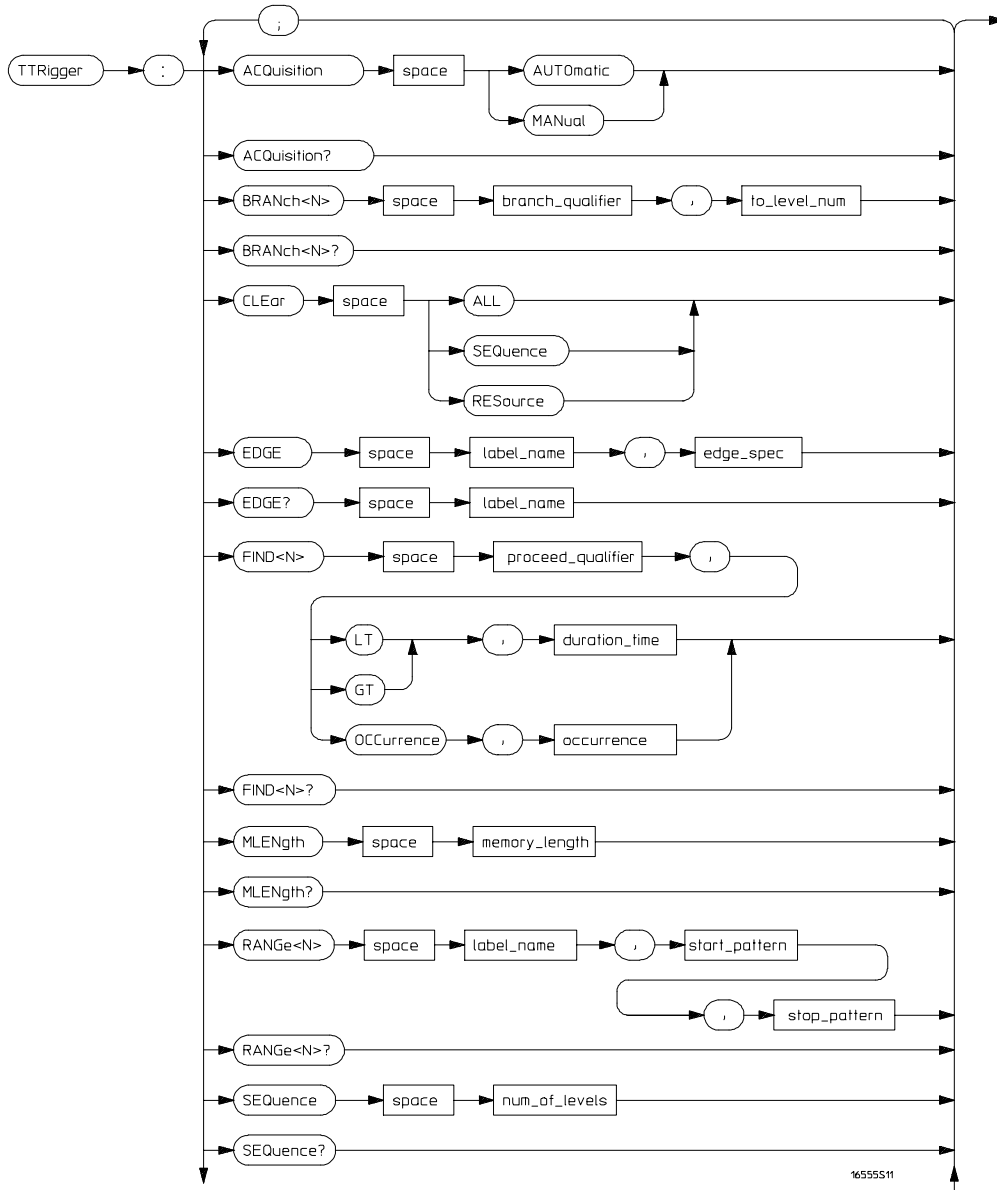 ;
TTRigger : ACQuisition space AUTOmatic
MANual
ACQuisition?
BRANch<N> space branch_qualifier , to_level_num
BRANch<N>?
CLEar space ALL
SEQuence
RESource
EDGE space label_name , edge_spec
EDGE? space label_name
FIND<N> space proceed_qualifier ,
LT , duration_time
GT
OCCurrence , occurrence
FIND<N>?
MLENgth space memory_length
MLENgth?
RANGe<N> space label_name , start_pattern
, stop_pattern
RANGe<N>?
SEQuence space num_of_levels
SEQuence?
16555S11